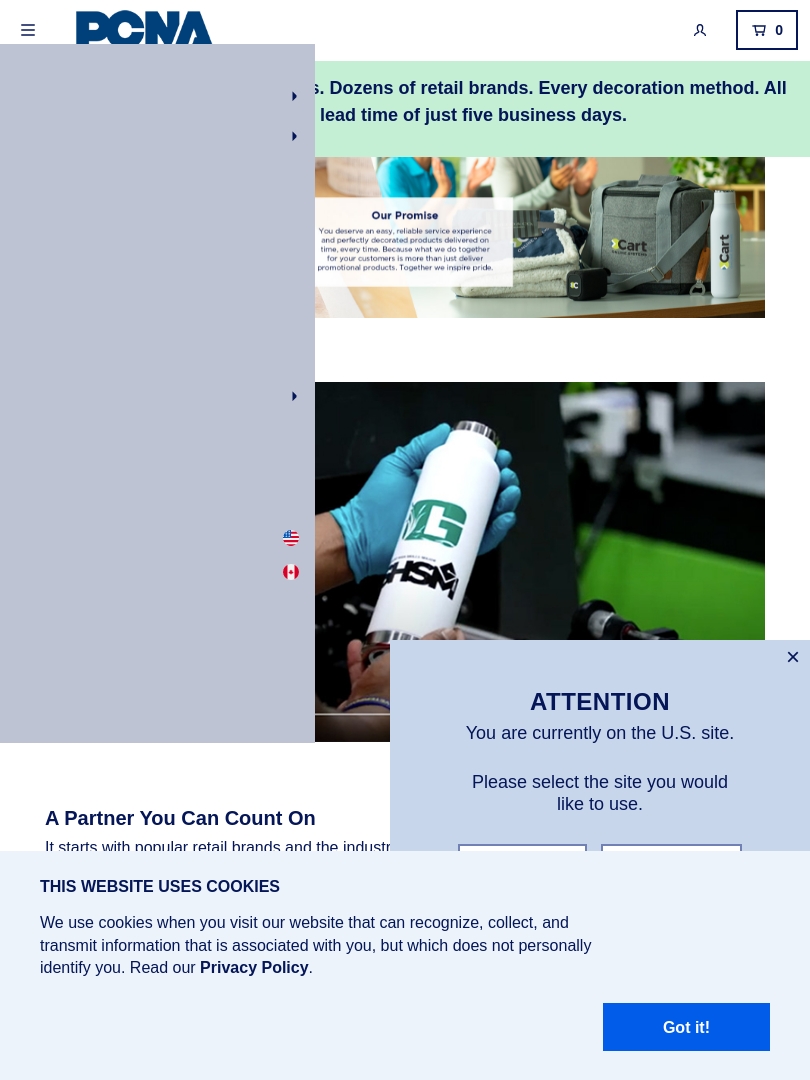 PCNA
0
s. Dozens of retail brands. Every decoration method. All
lead time of just five business days.
Our Promise
You deserve an easy, reliable service experience
and perfectly decorated products delivered on
time, every time. Because what we do together
for your customers is more than just deliver
promotional products. Together we inspire pride.
xCart
xCart
G
GHSM
ATTENTION
You are currently on the U.S. site.
Please select the site you would
like to use.
A Partner You Can Count On
It starts with popular retail brands and the
THIS WEBSITE USES COOKIES
We use cookies when you visit our website that can recognize, collect, and
transmit information that is associated with you, but which does not personally
identify you. Read our Privacy Policy.
Got it!